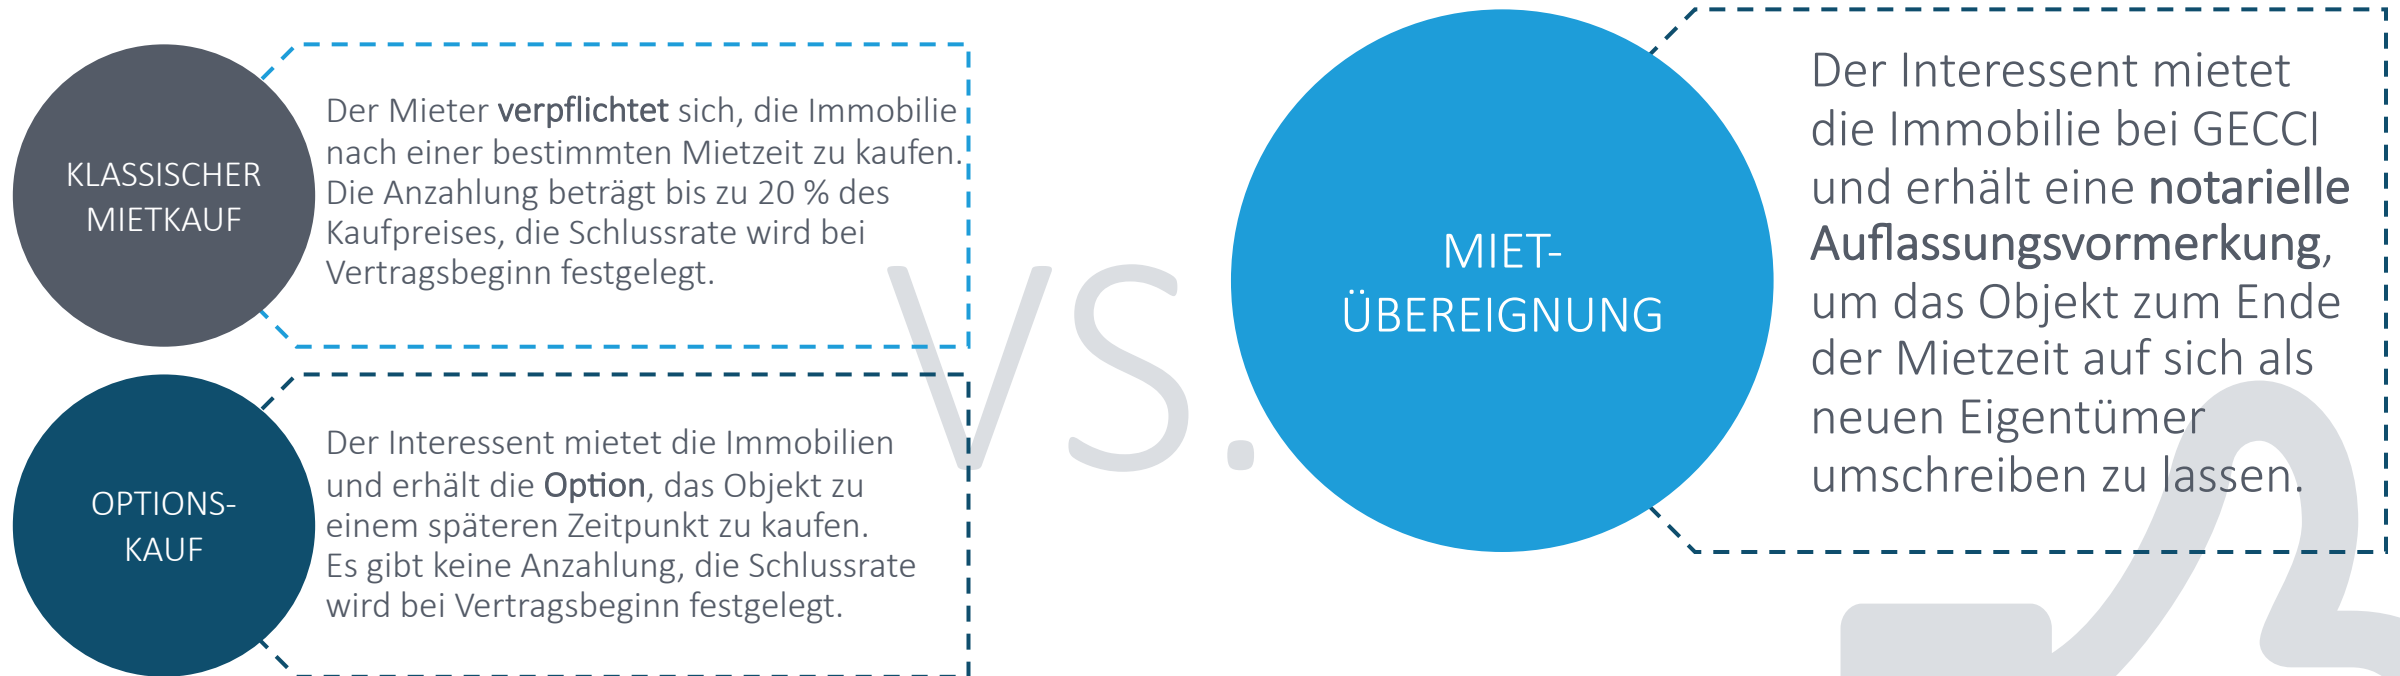 KLASSISCHER
MIETKAUF
Der Mieter verpflichtet sich, die Immobilie
nach einer bestimmten Mietzeit zu kaufen.
Die Anzahlung beträgt bis zu 20 % des
Kaufpreises, die Schlussrate wird bei
Vertragsbeginn festgelegt.
OPTIONS-
KAUF
Der Interessent mietet die Immobilien
und erhält die Option, das Objekt zu
einem späteren Zeitpunkt zu kaufen.
Es gibt keine Anzahlung, die Schlussrate
wird bei Vertragsbeginn festgelegt.
VS.
MIET-
ÜBEREIGNUNG
Der Interessent mietet
die Immobilie bei GECCI
und erhält eine notarielle
Auflassungsvormerkung,
um das Objekt zum Ende
der Mietzeit auf sich als
neuen Eigentümer
umschreiben zu lassen.